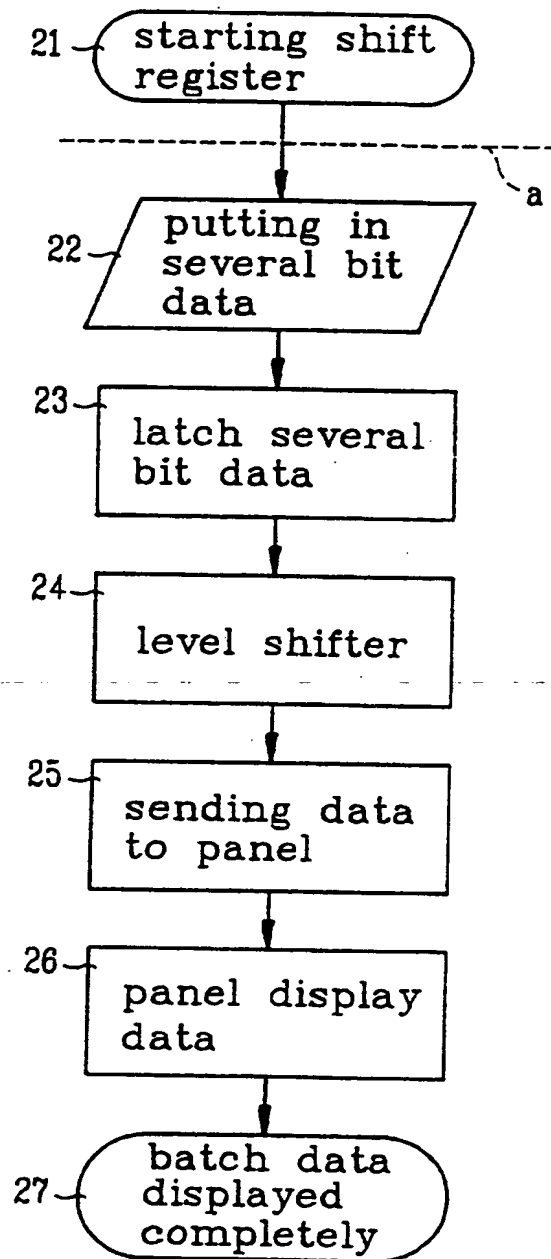 21 starting shift
register
a
putting in
22 several bit
data
23
latch several
bit data
24
level shifter
25
sending data
to panel
26
panel display
data
batch data
27 displayed
completely